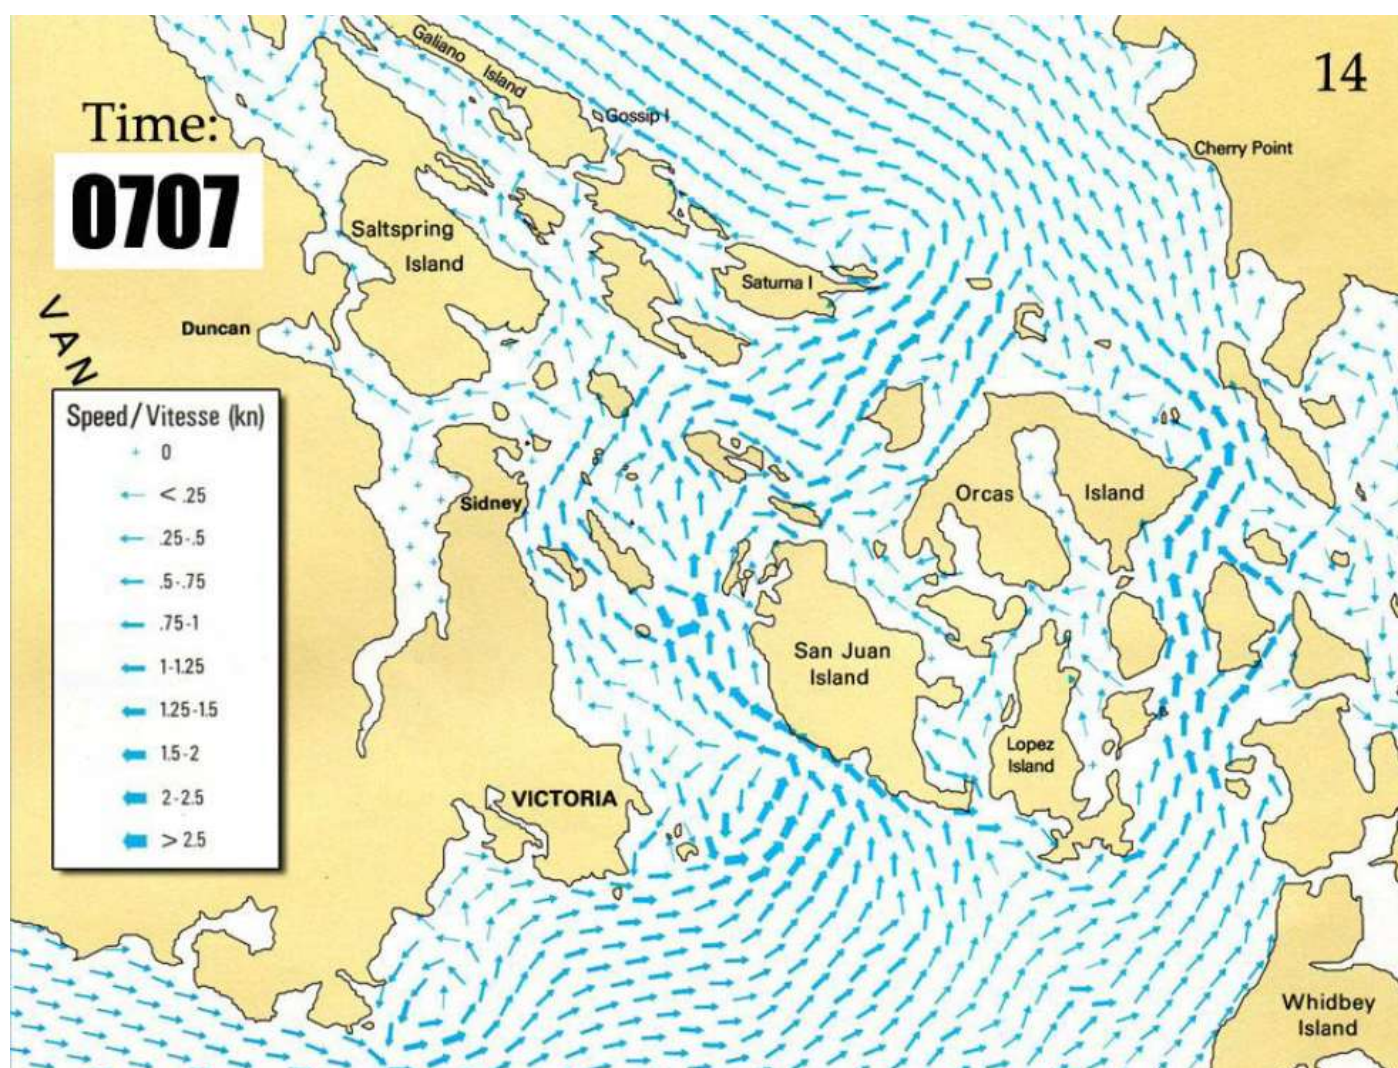 14
Time:
0707
Galiano Island
Gossip I
Cherry Point
Saltspring
Island
Saturna I
Duncan
VAN
Speed/Vitesse (kn)
0
< .25
.25-.5
.5-.75
.75-1
1-1.25
1.25-1.5
1.5-2
2-2.5
> 2.5
Sidney
Orcas Island
San Juan
Island
Lopez
Island
VICTORIA
Whidbey
Island